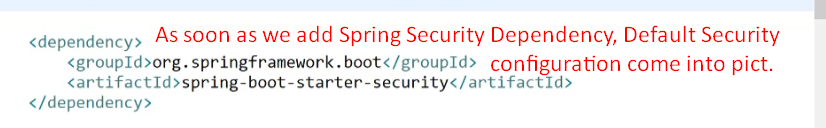 <dependency> As soon as we add Spring Security Dependency, Default Security
<groupId>org.springframework.boot</groupId> configuration come into pict.
<artifactId>spring-boot-starter-security</artifactId>
</dependency>